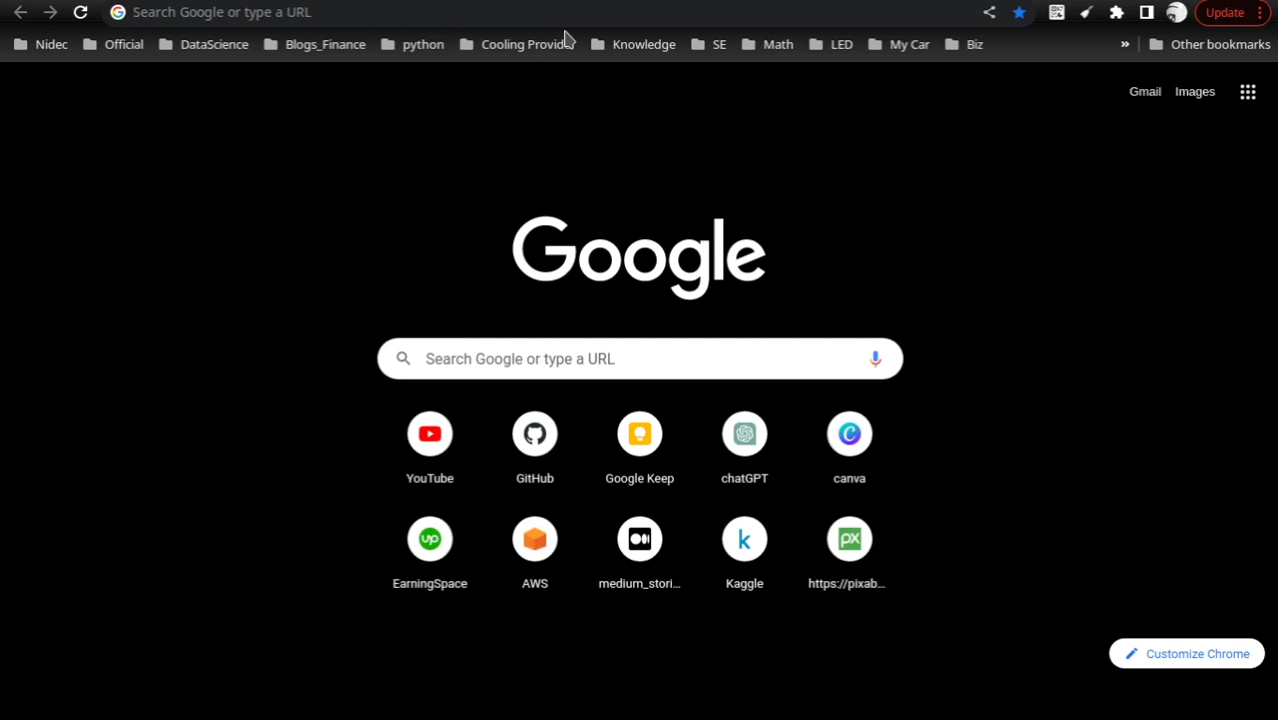 Search Google or type a URL
Update
Nidec Official DataScience Blogs_Finance python Cooling Provid Knowledge SE Math LED My Car Biz » Other bookmarks
Gmail Images
Google
Search Google or type a URL
YouTube GitHub Google Keep chatGPT canva
EarningSpace AWS medium_stori... Kaggle https://pixab...
Customize Chrome